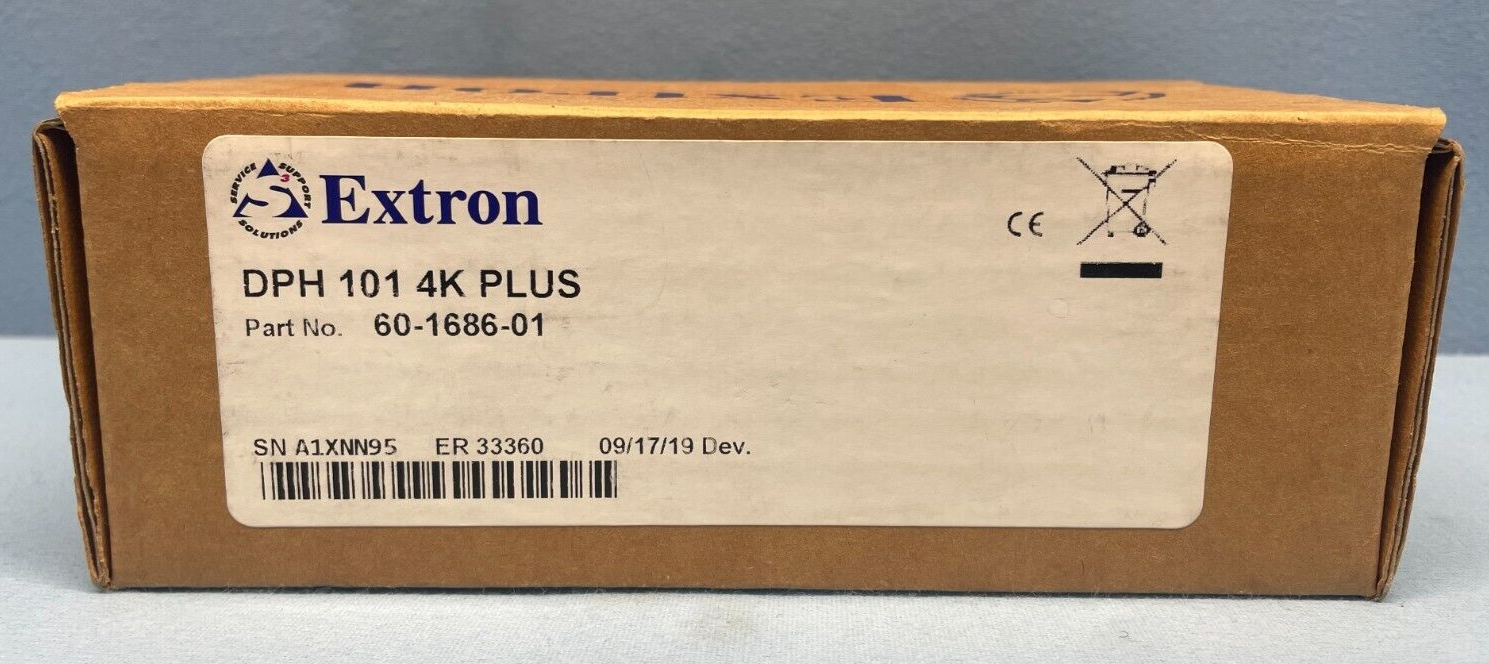 SERVICE SUPPORT SOLUTIONS
S3
Extron
CE
DPH 101 4K PLUS
Part No. 60-1686-01
SN A1XNN95 ER 33360 09/17/19 Dev.